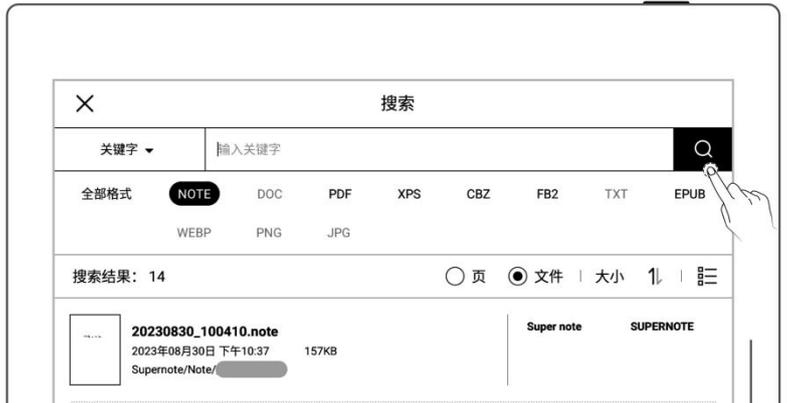 搜索
关键字 输入关键字
全部格式 NOTE DOC PDF XPS CBZ FB2 TXT EPUB
WEBP PNG JPG
搜索结果： 14 页 文件 大小
20230830_100410.note Super note SUPERNOTE
2023年08月30日 下午10:37 157KB
Supernote/Note/